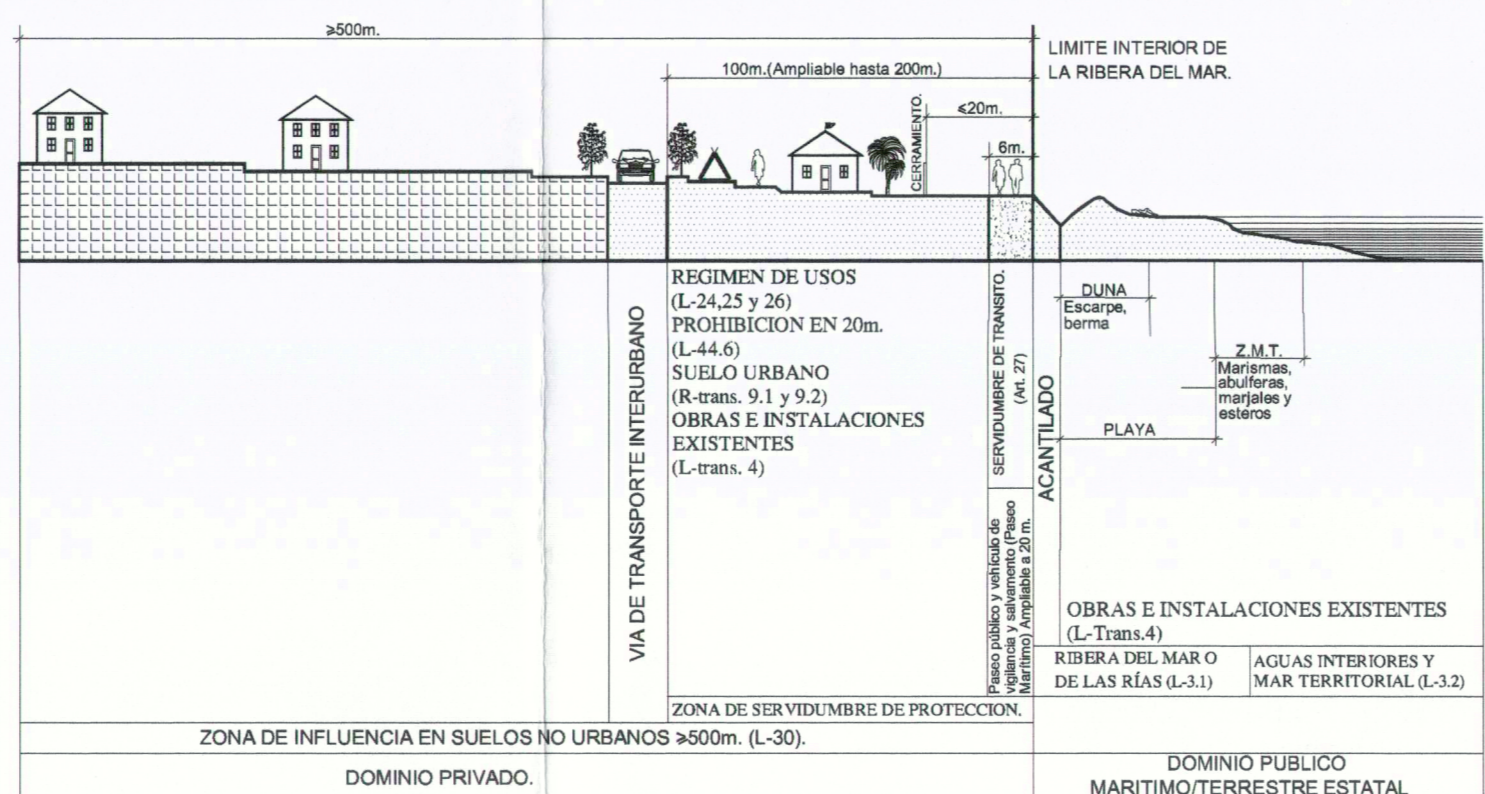 ≥500m.
LIMITE INTERIOR DE
LA RIBERA DEL MAR.
100m.(Ampliable hasta 200m.)
CERRAMIENTO.
≤20m.
6m.
VIA DE TRANSPORTE INTERURBANO
REGIMEN DE USOS
(L-24,25 y 26)
PROHIBICION EN 20m.
(L-44.6)
SUELO URBANO
(R-trans. 9.1 y 9.2)
OBRAS E INSTALACIONES
EXISTENTES
(L-trans. 4)
SERVIDUMBRE DE TRANSITO.
(Art. 27)
Paseo público y vehículo de
vigilancia y salvamento (Paseo
Marítimo) Ampliable a 20 m.
ACANTILADO
DUNA
Escarpe,
berma
Z.M.T.
Marismas,
abulferas,
marjales y
esteros
PLAYA
OBRAS E INSTALACIONES EXISTENTES
(L-Trans.4)
RIBERA DEL MAR O
DE LAS RÍAS (L-3.1)
AGUAS INTERIORES Y
MAR TERRITORIAL (L-3.2)
ZONA DE SERVIDUMBRE DE PROTECCION.
ZONA DE INFLUENCIA EN SUELOS NO URBANOS ≥500m. (L-30).
DOMINIO PRIVADO.
DOMINIO PUBLICO
MARITIMO/TERRESTRE ESTATAL